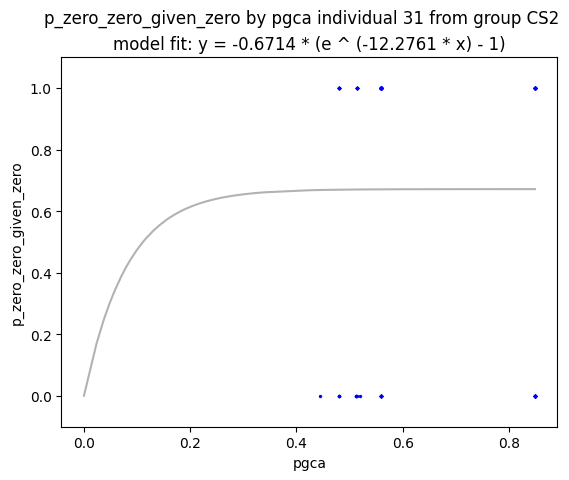 p_zero_zero_given_zero by pgca individual 31 from group CS2
model fit: y = -0.6714 * (e ^ (-12.2761 * x) - 1)
1.0
0.8
0.6
0.4
0.2
0.0
p_zero_zero_given_zero
0.0 0.2 0.4 0.6 0.8
pgca